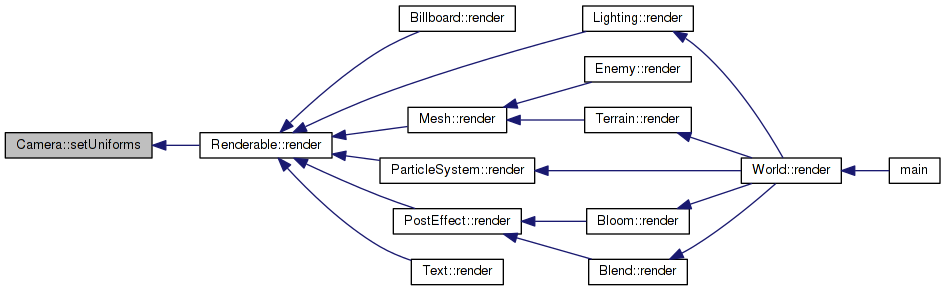 Billboard::render
Lighting::render
Enemy::render
Mesh::render
Terrain::render
Camera::setUniforms
Renderable::render
ParticleSystem::render
World::render
main
PostEffect::render
Bloom::render
Text::render
Blend::render